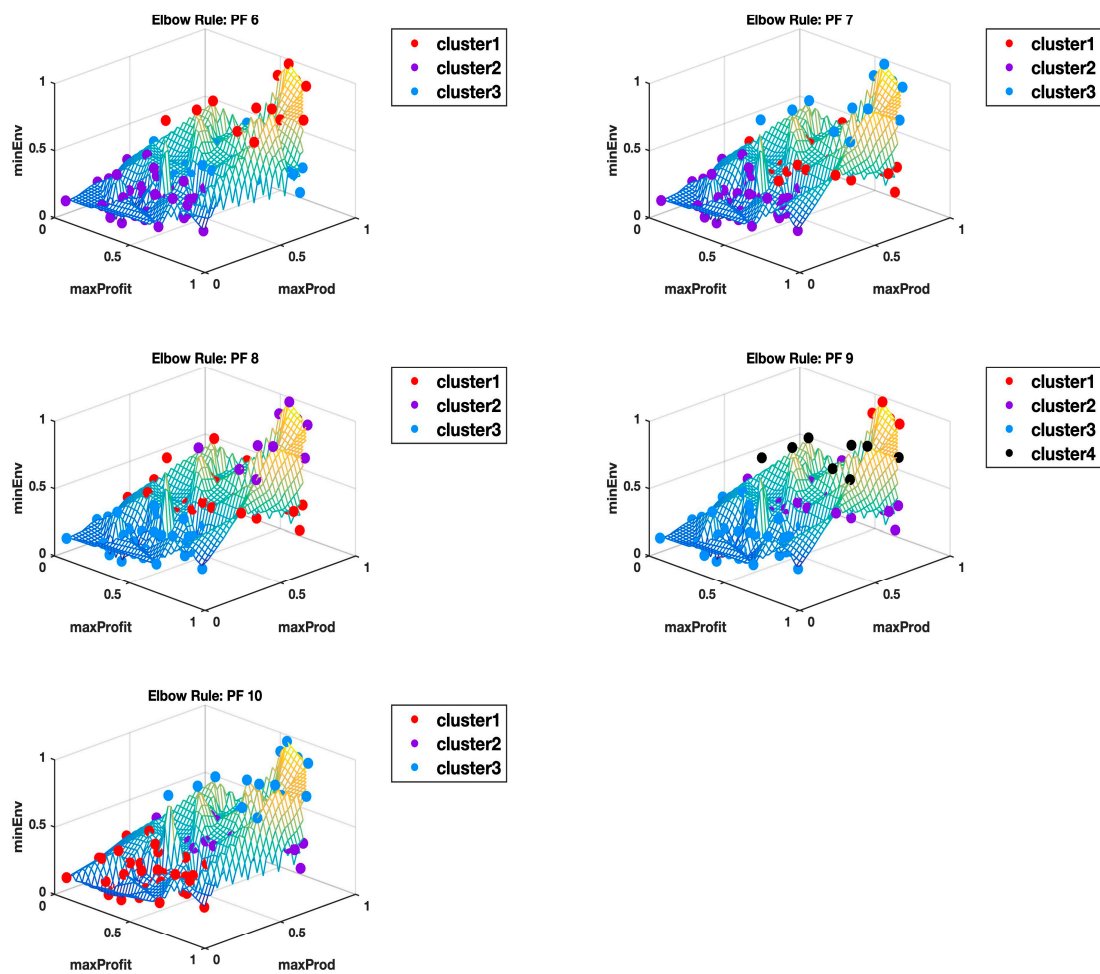 Elbow Rule: PF 6
cluster1
cluster2
cluster3
1
0.5
0
minEnv
0
0.5
1
maxProfit
0
0.5
1
maxProd
Elbow Rule: PF 7
cluster1
cluster2
cluster3
1
0.5
0
minEnv
0
0.5
1
maxProfit
0
0.5
1
maxProd
Elbow Rule: PF 8
cluster1
cluster2
cluster3
1
0.5
0
minEnv
0
0.5
1
maxProfit
0
0.5
1
maxProd
Elbow Rule: PF 9
cluster1
cluster2
cluster3
cluster4
1
0.5
0
minEnv
0
0.5
1
maxProfit
0
0.5
1
maxProd
Elbow Rule: PF 10
cluster1
cluster2
cluster3
1
0.5
0
minEnv
0
0.5
1
maxProfit
0
0.5
1
maxProd